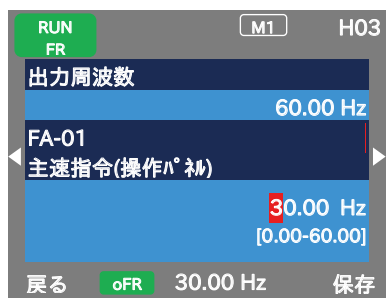 RUN
FR
M1
H03
出力周波数
60.00 Hz
FA-01
主速指令(操作ﾊﾟﾈﾙ)
30.00 Hz
[0.00-60.00]
戻る oFR 30.00 Hz 保存